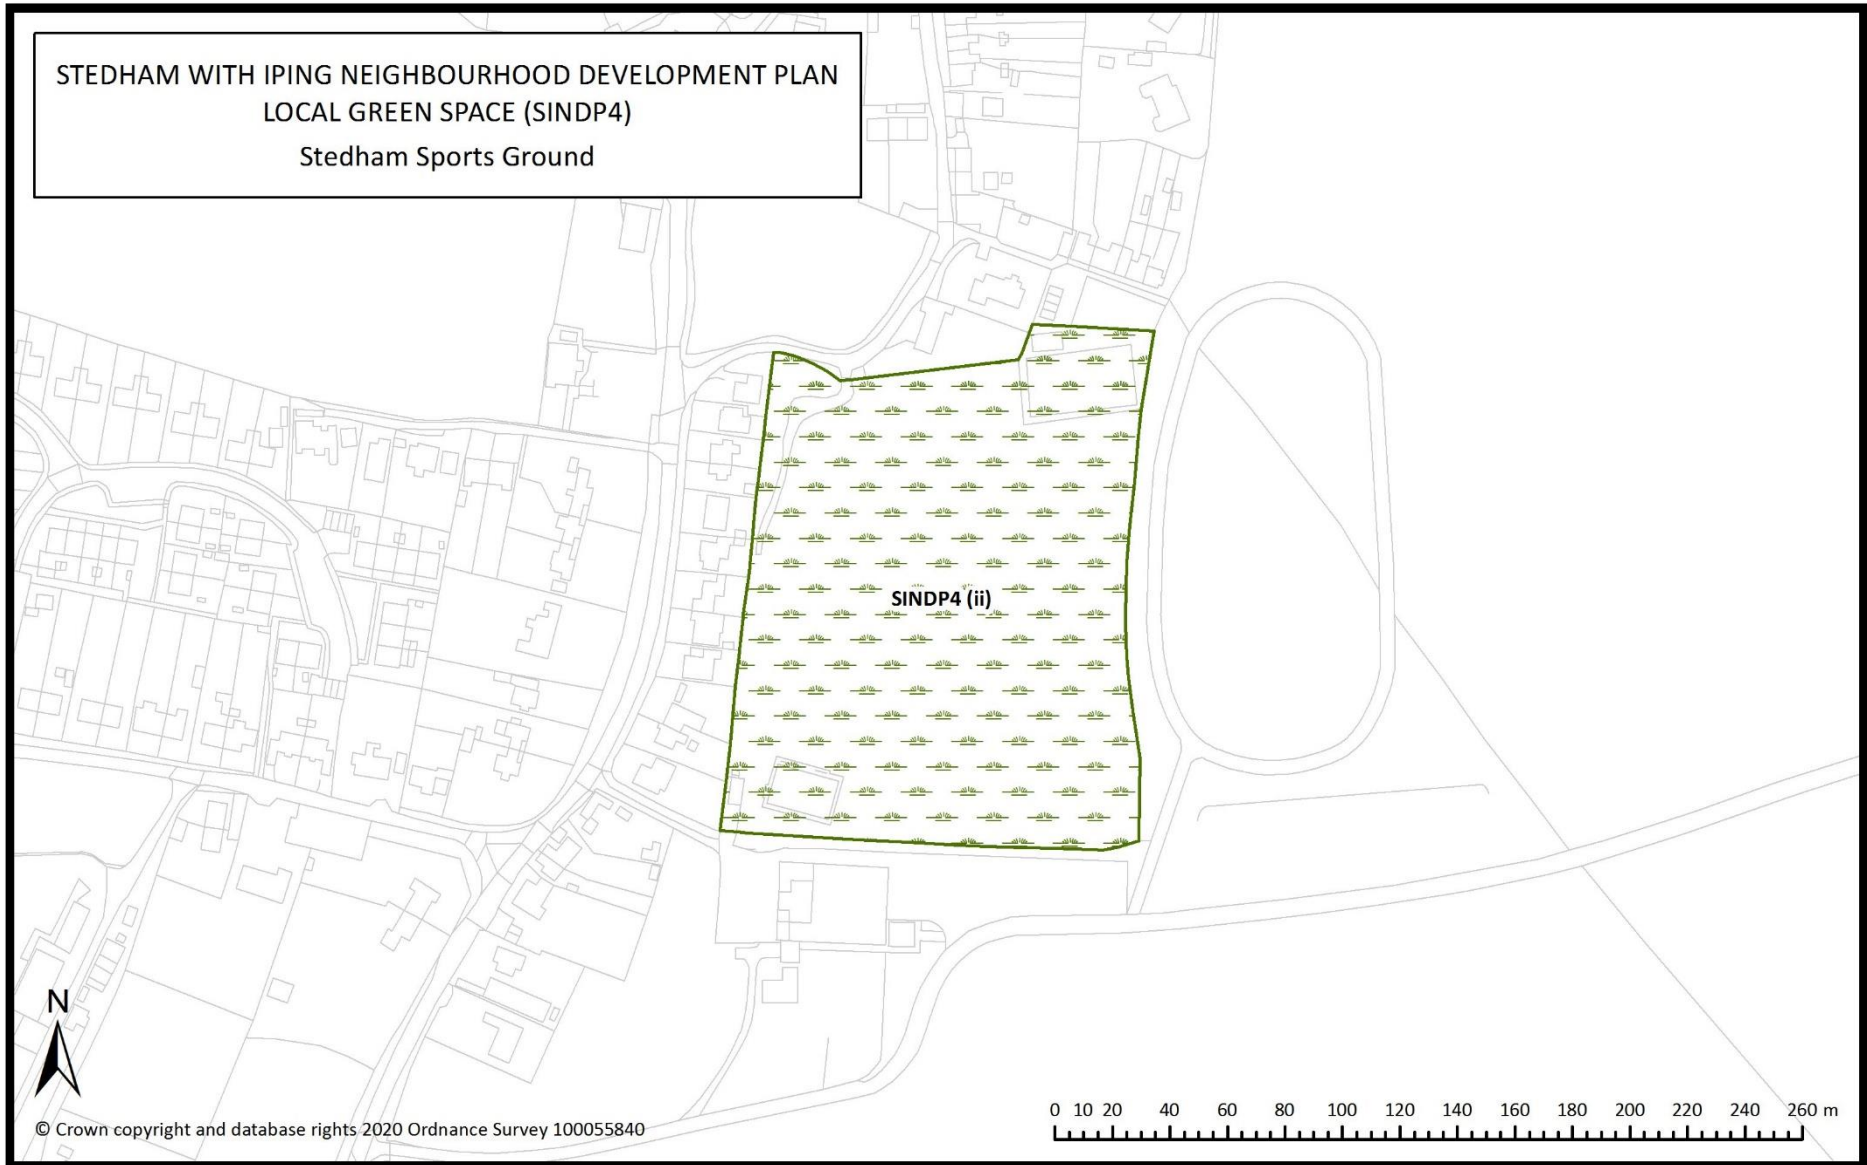 STEDHAM WITH IPING NEIGHBOURHOOD DEVELOPMENT PLAN
LOCAL GREEN SPACE (SINDP4)
Stedham Sports Ground
SINDP4 (ii)
N
© Crown copyright and database rights 2020 Ordnance Survey 100055840
0 10 20 40 60 80 100 120 140 160 180 200 220 240 260 m